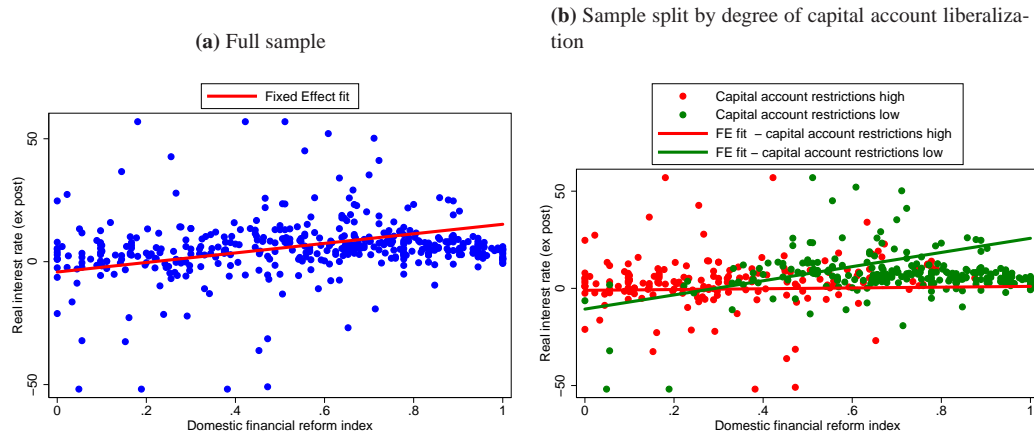 (a) Full sample
Fixed Effect fit
Real interest rate (ex post)
50
0
−50
0
.2
.4
.6
.8
1
Domestic financial reform index
(b) Sample split by degree of capital account liberaliza-
tion
Capital account restrictions high
Capital account restrictions low
FE fit − capital account restrictions high
FE fit − capital account restrictions low
Real interest rate (ex post)
50
0
−50
0
.2
.4
.6
.8
1
Domestic financial reform index